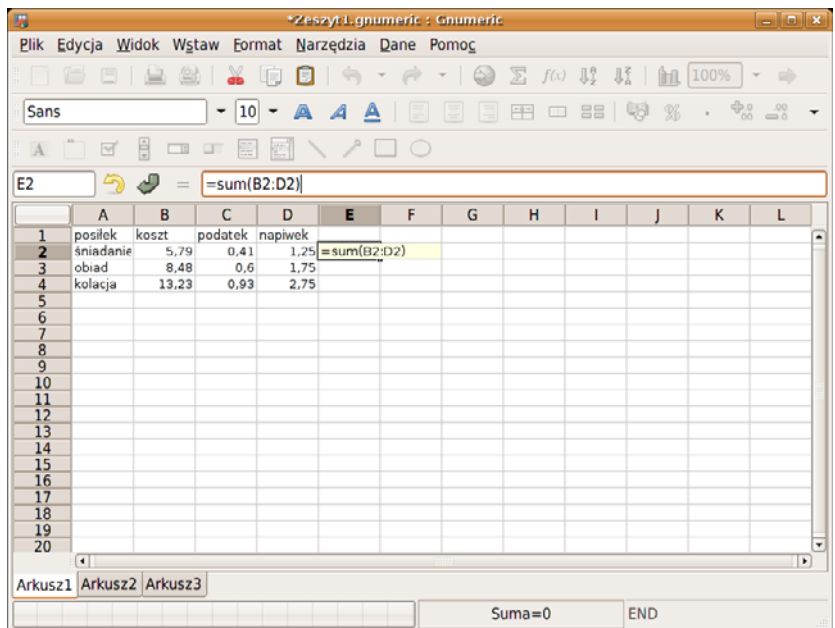 *Zeszyt1.gnumeric : Gnumeric
Plik Edycja Widok Wstaw Format Narzędzia Dane Pomoc
f(x) 100%
Sans 10 A A A %
A
E2 = =sum(B2:D2)
A B C D E F G H I J K L
1 posiłek koszt podatek napiwek
2 śniadanie 5,79 0,41 1,25 =sum(B2:D2)
3 obiad 8,48 0,6 1,75
4 kolacja 13,23 0,93 2,75
5
6
7
8
9
10
11
12
13
14
15
16
17
18
19
20
Arkusz1 Arkusz2 Arkusz3
Suma=0 END